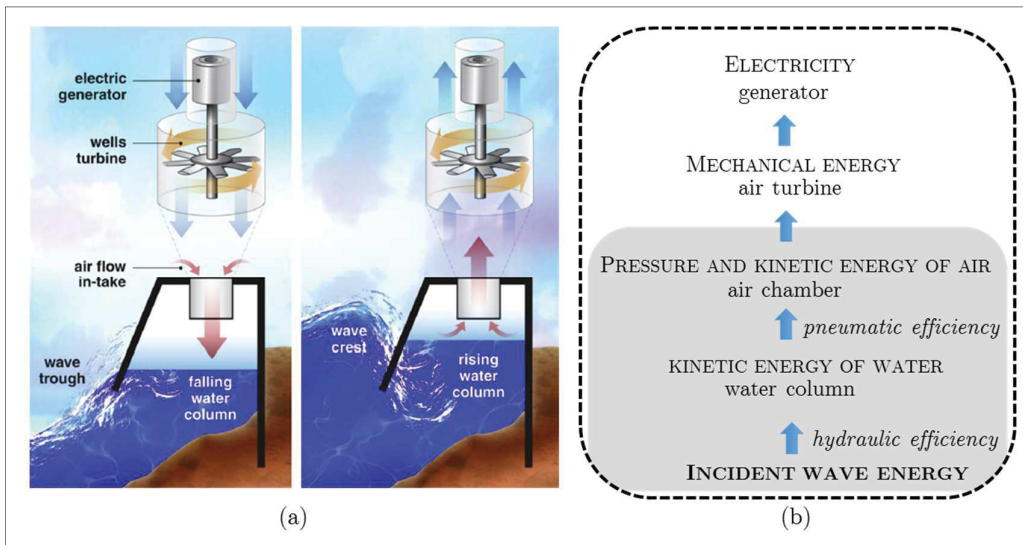 electric
generator
wells
turbine
air flow
in-take
wave
trough
falling
water
column
wave
crest
rising
water
column
(a)
ELECTRICITY
generator
MECHANICAL ENERGY
air turbine
PRESSURE AND KINETIC ENERGY OF AIR
air chamber
pneumatic efficiency
KINETIC ENERGY OF WATER
water column
hydraulic efficiency
INCIDENT WAVE ENERGY
(b)